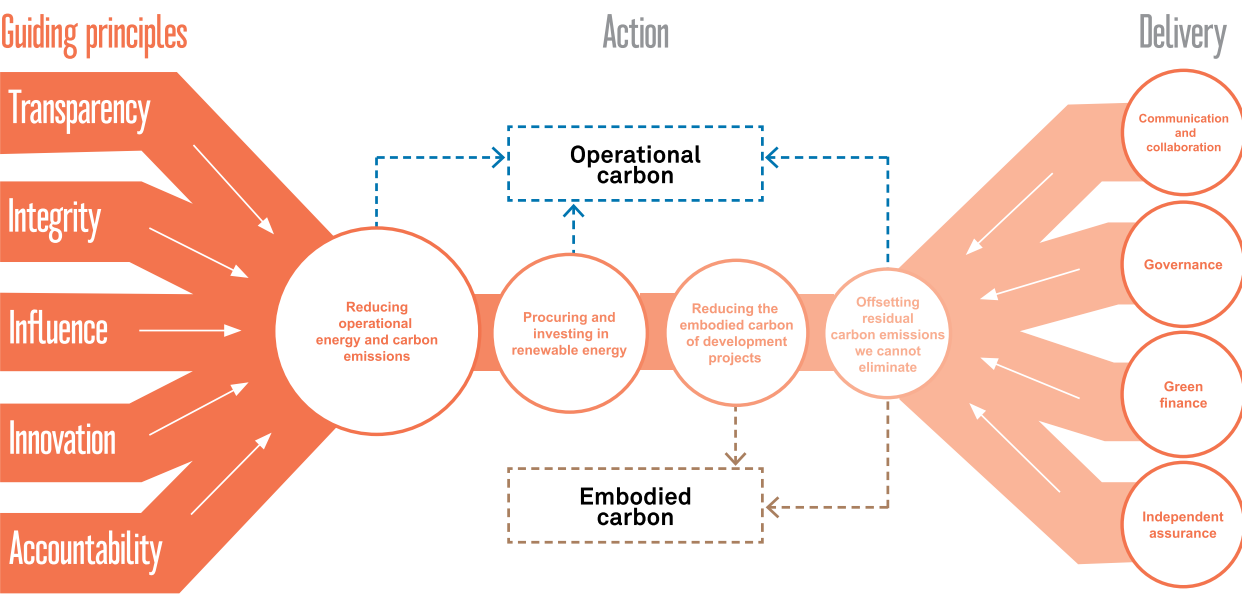 Guiding principles
Action
Delivery
Transparency
Integrity
Influence
Innovation
Accountability
Reducing
operational
energy and carbon
emissions
Procuring and
investing in
renewable energy
Reducing the
embodied carbon
of development
projects
Offsetting
residual
carbon emissions
we cannot
eliminate
Operational
carbon
Embodied
carbon
Communication
and
collaboration
Governance
Green
finance
Independent
assurance